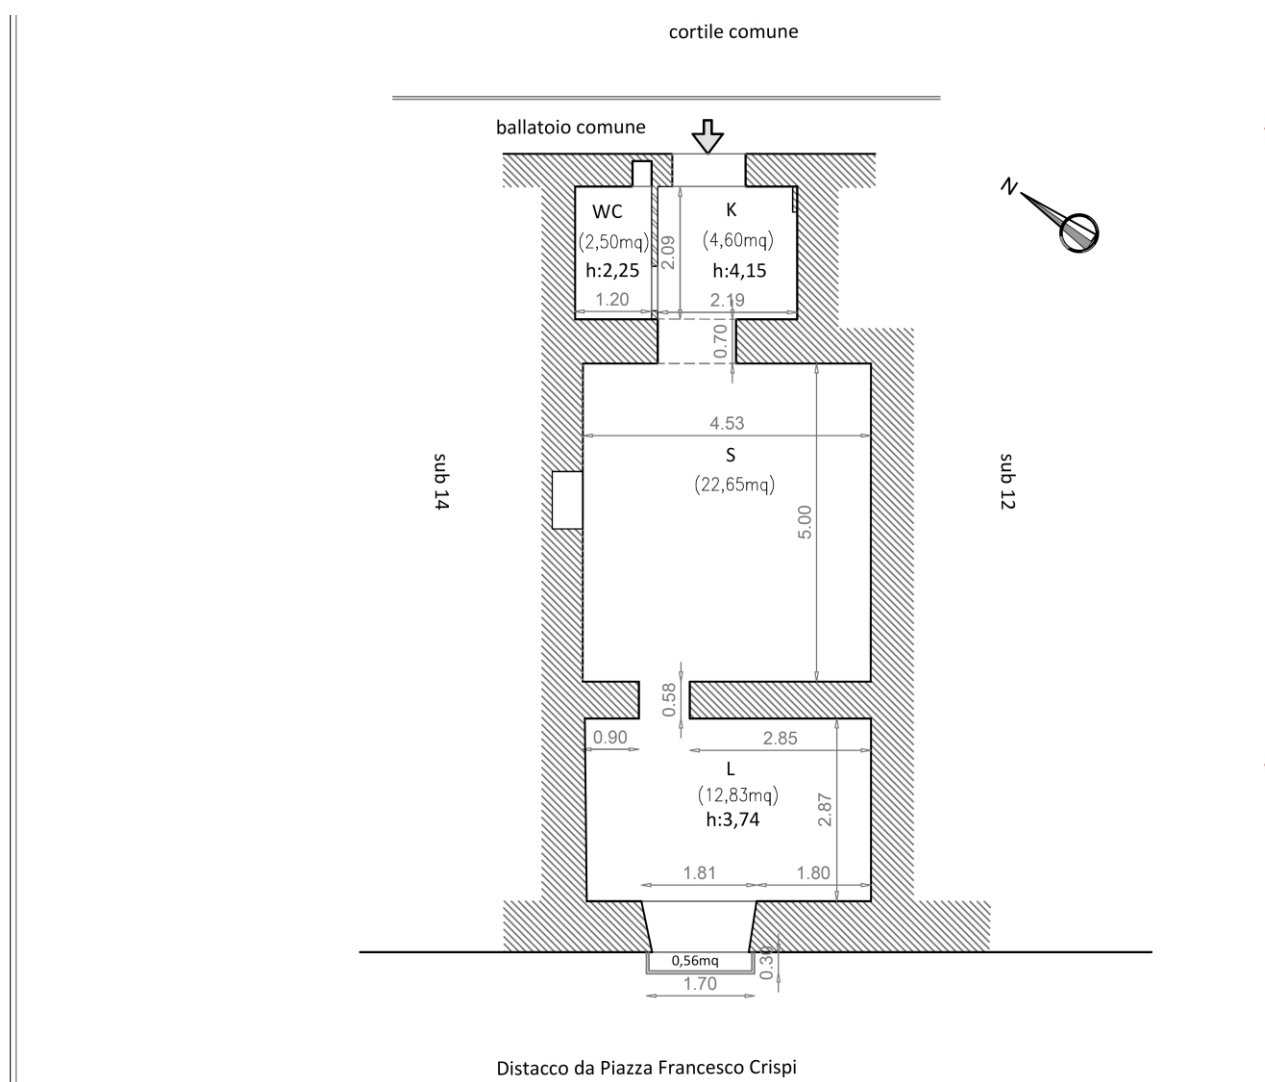 cortile comune
ballatoio comune
N
WC
(2,50mq)
h:2,25
1.20
2.09
K
(4,60mq)
h:4,15
2.19
0.70
4.53
S
(22,65mq)
5.00
sub 14
sub 12
0.58
0.90
2.85
L
(12,83mq)
h:3,74
2.87
1.81
1.80
0,56mq
0.30
1.70
Distacco da Piazza Francesco Crispi